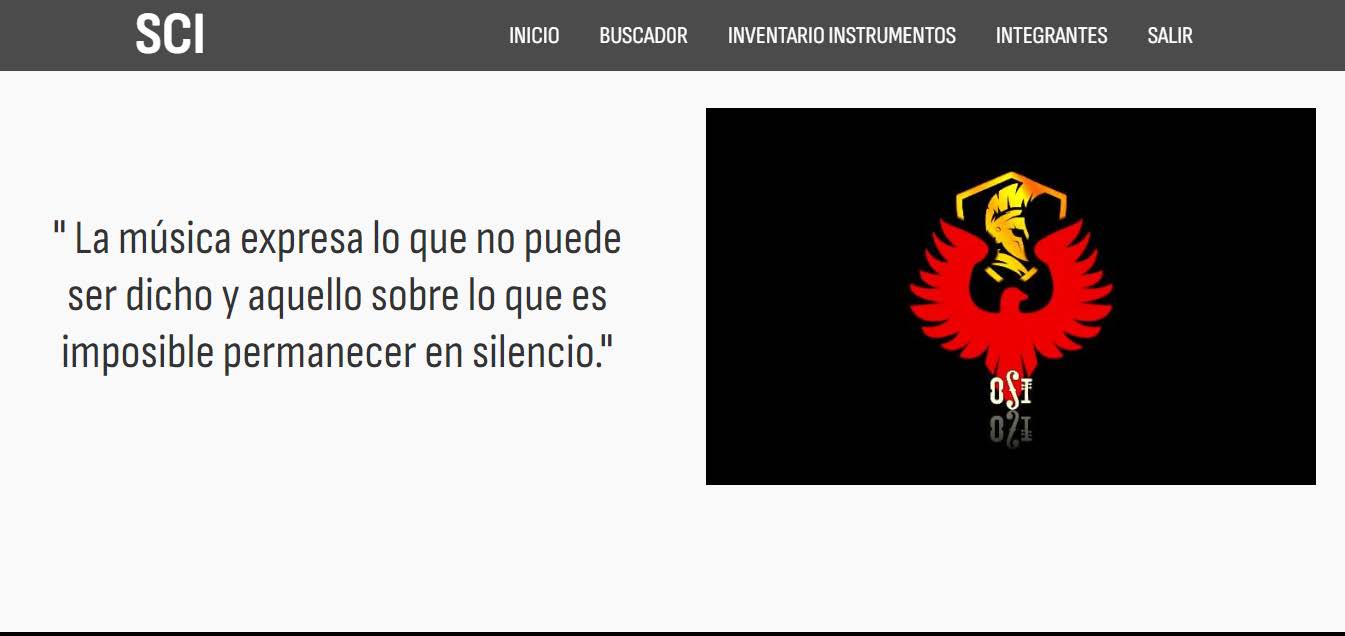 SCI
INICIO BUSCADOR INVENTARIO INSTRUMENTOS INTEGRANTES SALIR
" La música expresa lo que no puede
ser dicho y aquello sobre lo que es
imposible permanecer en silencio."
OSI